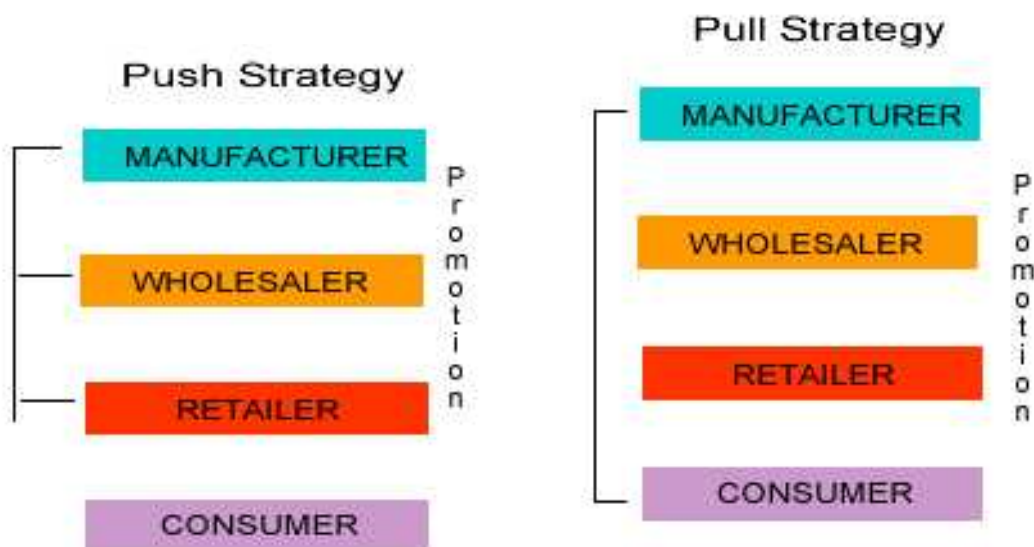 Push Strategy
MANUFACTURER
WHOLESALER
RETAILER
CONSUMER
Promotion
Pull Strategy
MANUFACTURER
WHOLESALER
RETAILER
CONSUMER
Promotion